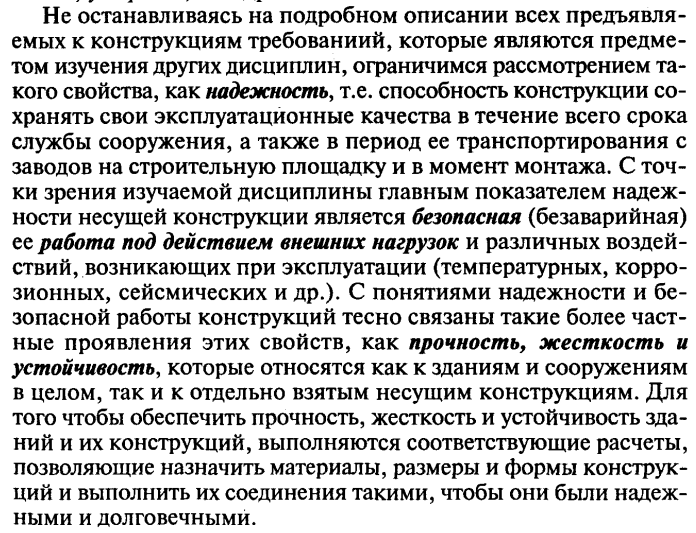 Не останавливаясь на подробном описании всех предъявля-
емых к конструкциям требованиий, которые являются предме-
том изучения других дисциплин, ограничимся рассмотрением та-
кого свойства, как надежность, т.е. способность конструкции со-
хранять свои эксплуатационные качества в течение всего срока
службы сооружения, а также в период ее транспортирования с
заводов на строительную площадку и в момент монтажа. С точ-
ки зрения изучаемой дисциплины главным показателем надеж-
ности несущей конструкции является безопасная (безаварийная)
ее работа под действием внешних нагрузок и различных воздей-
ствий, возникающих при эксплуатации (температурных, корро-
зионных, сейсмических и др.). С понятиями надежности и бе-
зопасной работы конструкций тесно связаны такие более част-
ные проявления этих свойств, как прочность, жесткость и
устойчивость, которые относятся как к зданиям и сооружениям
в целом, так и к отдельно взятым несущим конструкциям. Для
того чтобы обеспечить прочность, жесткость и устойчивость зда-
ний и их конструкций, выполняются соответствующие расчеты,
позволяющие назначить материалы, размеры и формы конструк-
ций и выполнить их соединения такими, чтобы они были надеж-
ными и долговечными.